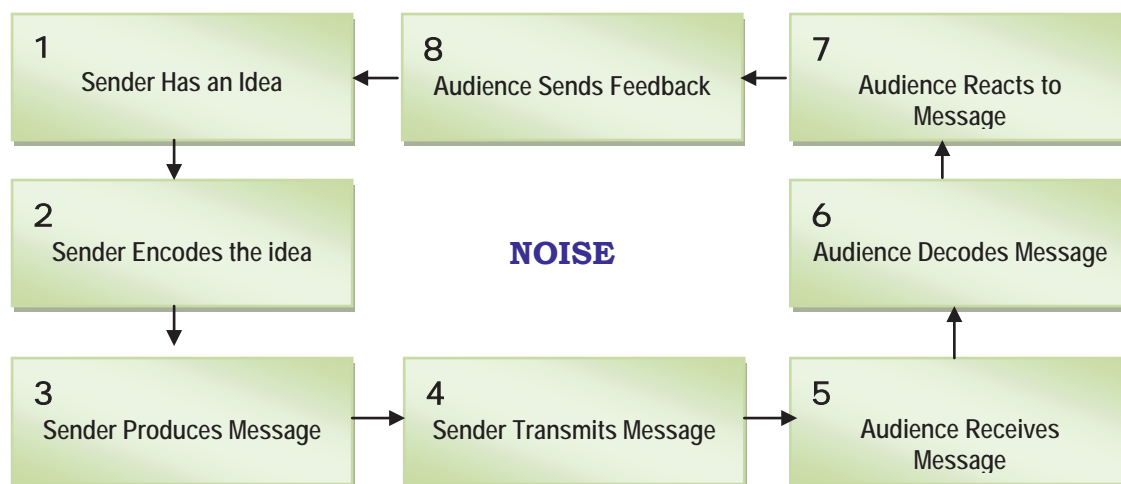 1
Sender Has an Idea
8
Audience Sends Feedback
7
Audience Reacts to
Message
2
Sender Encodes the idea
NOISE
6
Audience Decodes Message
3
Sender Produces Message
4
Sender Transmits Message
5
Audience Receives
Message